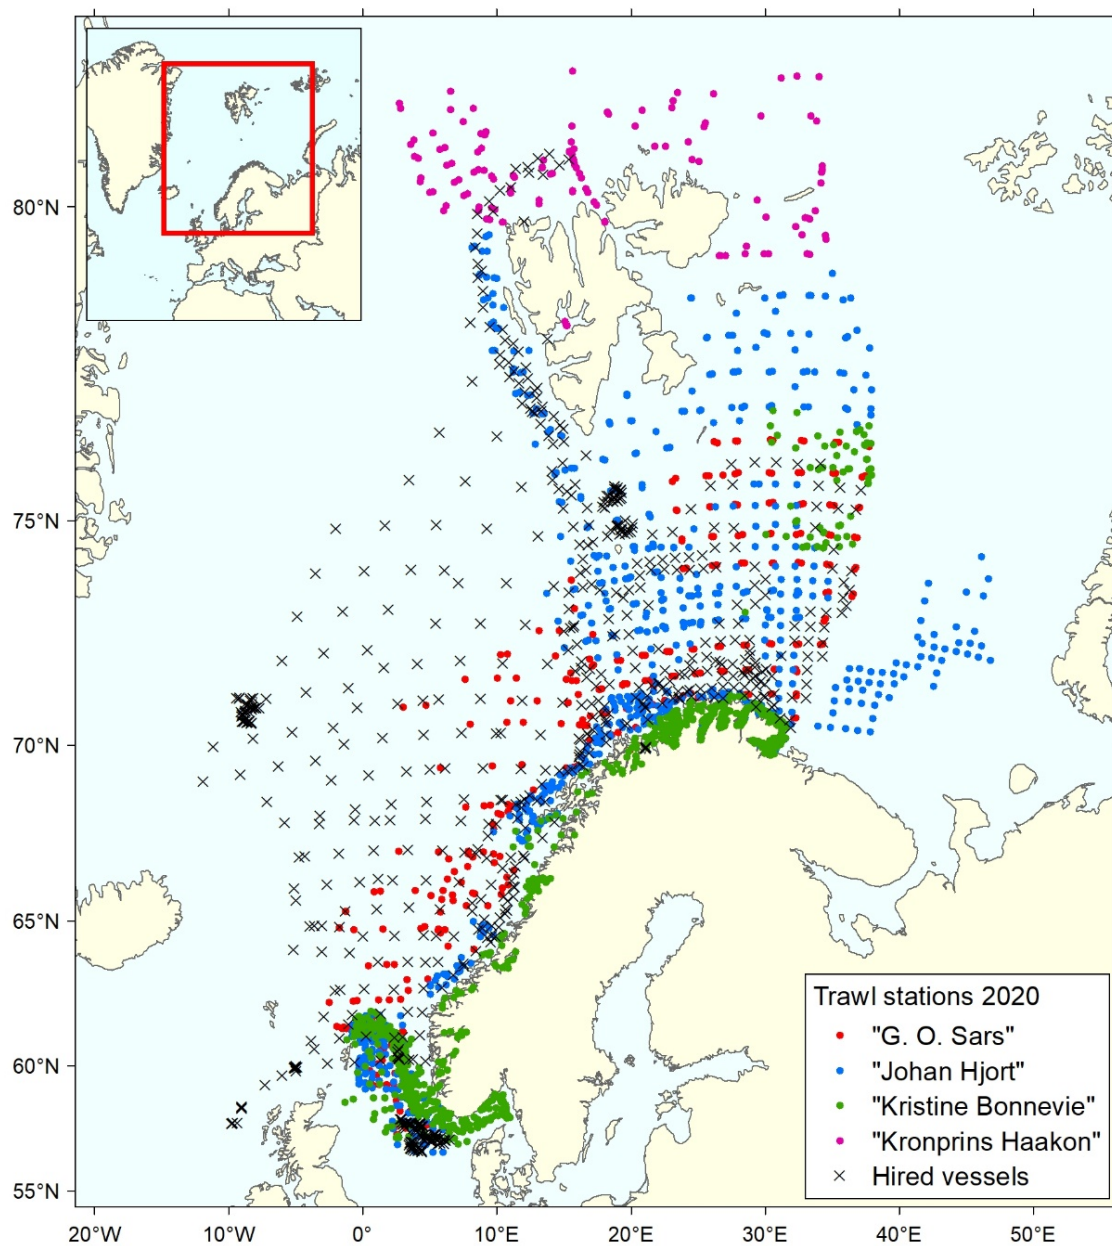 80°N
75°N
70°N
65°N
60°N
55°N
Trawl stations 2020
"G. O. Sars"
"Johan Hjort"
"Kristine Bonnevie"
"Kronprins Haakon"
Hired vessels
20°W 10°W 0° 10°E 20°E 30°E 40°E 50°E